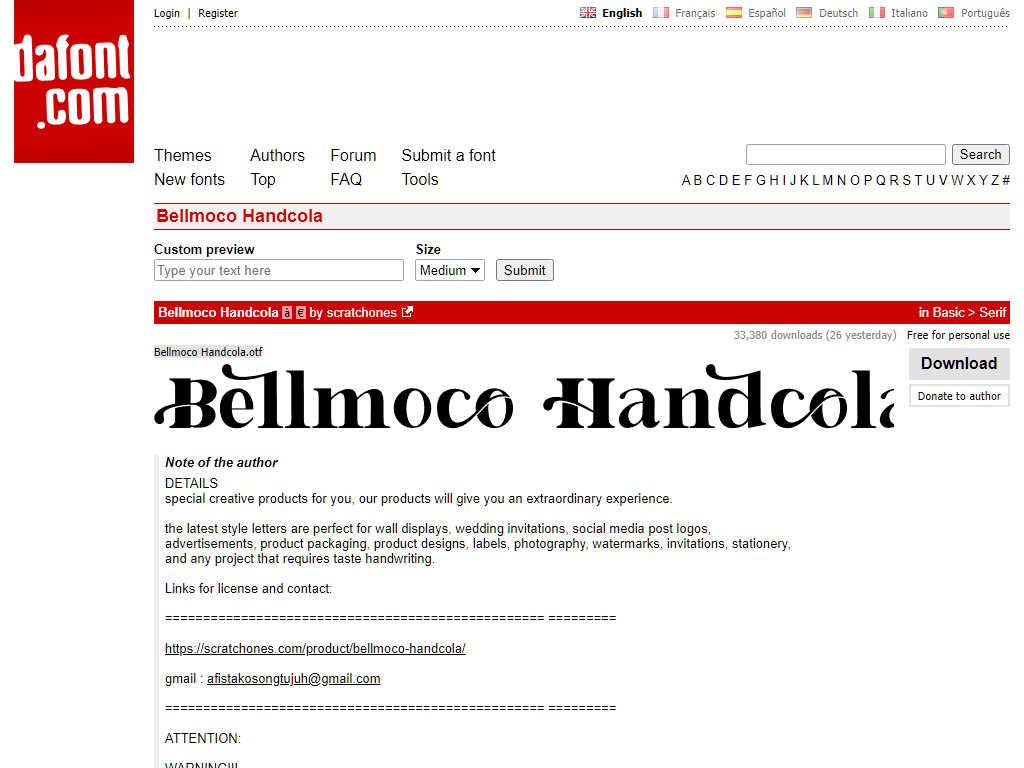 dafont
.com
Login | Register
English Français Español Deutsch Italiano Português
Themes Authors Forum Submit a font
Search
New fonts Top FAQ Tools
A B C D E F G H I J K L M N O P Q R S T U V W X Y Z #
Bellmoco Handcola
Custom preview Size
Type your text here Medium Submit
Bellmoco Handcola à € by scratchones in Basic > Serif
33,380 downloads (26 yesterday) Free for personal use
Bellmoco Handcola.otf
Download
Bellmoco Handcola
Donate to author
Note of the author
DETAILS
special creative products for you, our products will give you an extraordinary experience.
the latest style letters are perfect for wall displays, wedding invitations, social media post logos,
advertisements, product packaging, product designs, labels, photography, watermarks, invitations, stationery,
and any project that requires taste handwriting.
Links for license and contact:
================================================== =========
https://scratchones.com/product/bellmoco-handcola/
gmail : afistakosongtujuh@gmail.com
================================================== =========
ATTENTION:
WARNING!!!